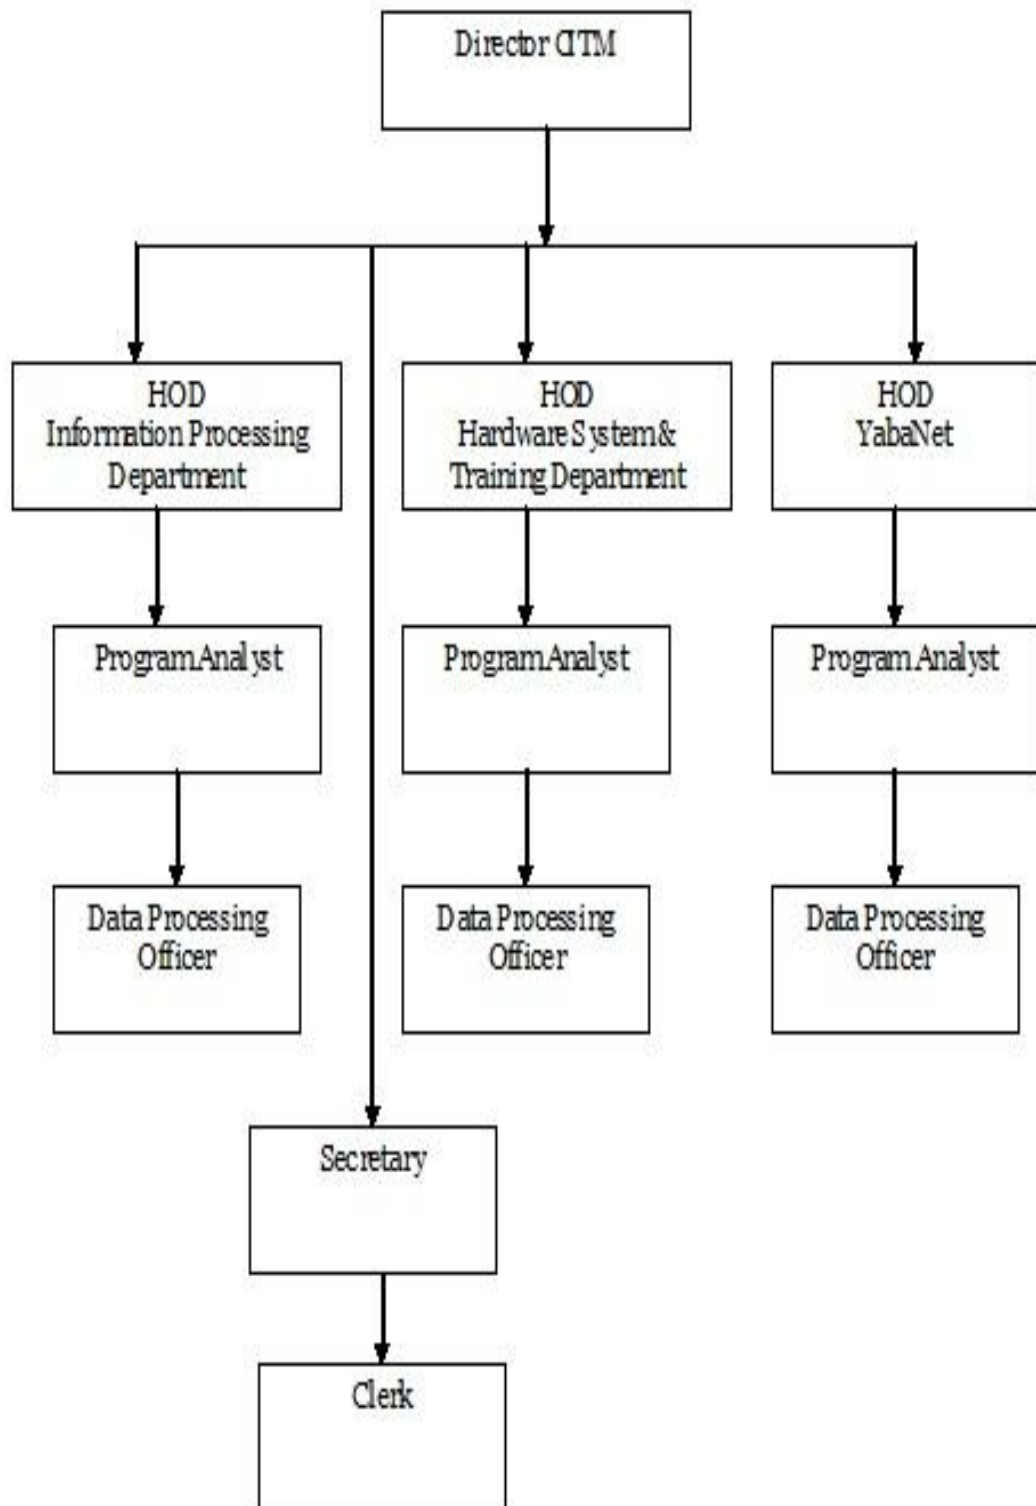 Director CITM
HOD
Information Processing
Department
HOD
Hardware System &
Training Department
HOD
YabaNet
Program Analyst
Program Analyst
Program Analyst
Data Processing
Officer
Data Processing
Officer
Data Processing
Officer
Secretary
Clerk